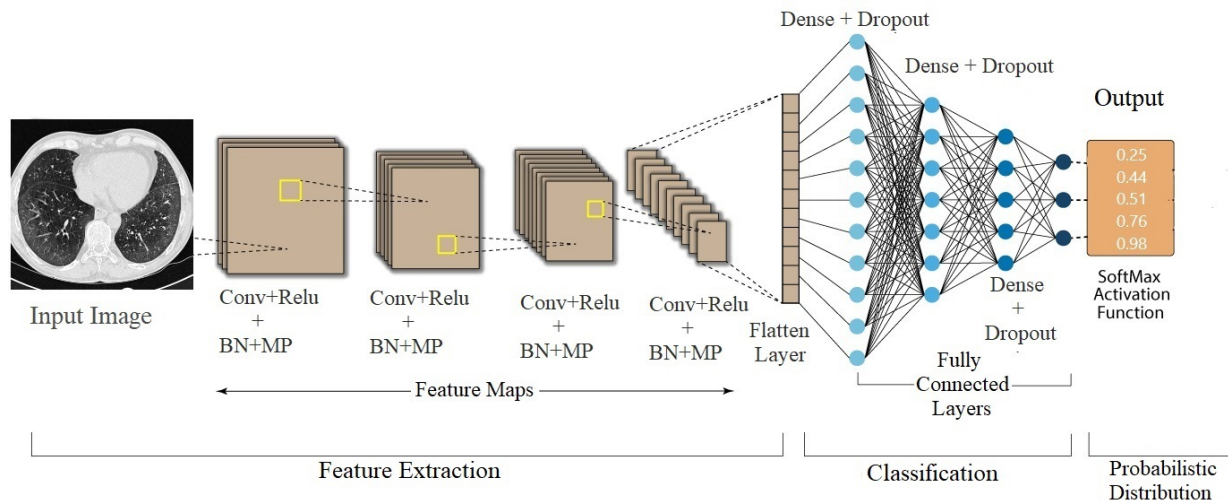 Dense + Dropout
Dense + Dropout
Output
0.25
0.44
0.51
0.76
0.98
SoftMax
Activation
Function
Input Image
Conv+Relu
+
BN+MP
Conv+Relu
+
BN+MP
Conv+Relu
+
BN+MP
Conv+Relu
+
BN+MP
Flatten
Layer
Dense
+
Dropout
Fully
Connected
Layers
Feature Maps
Feature Extraction
Classification
Probabilistic
Distribution